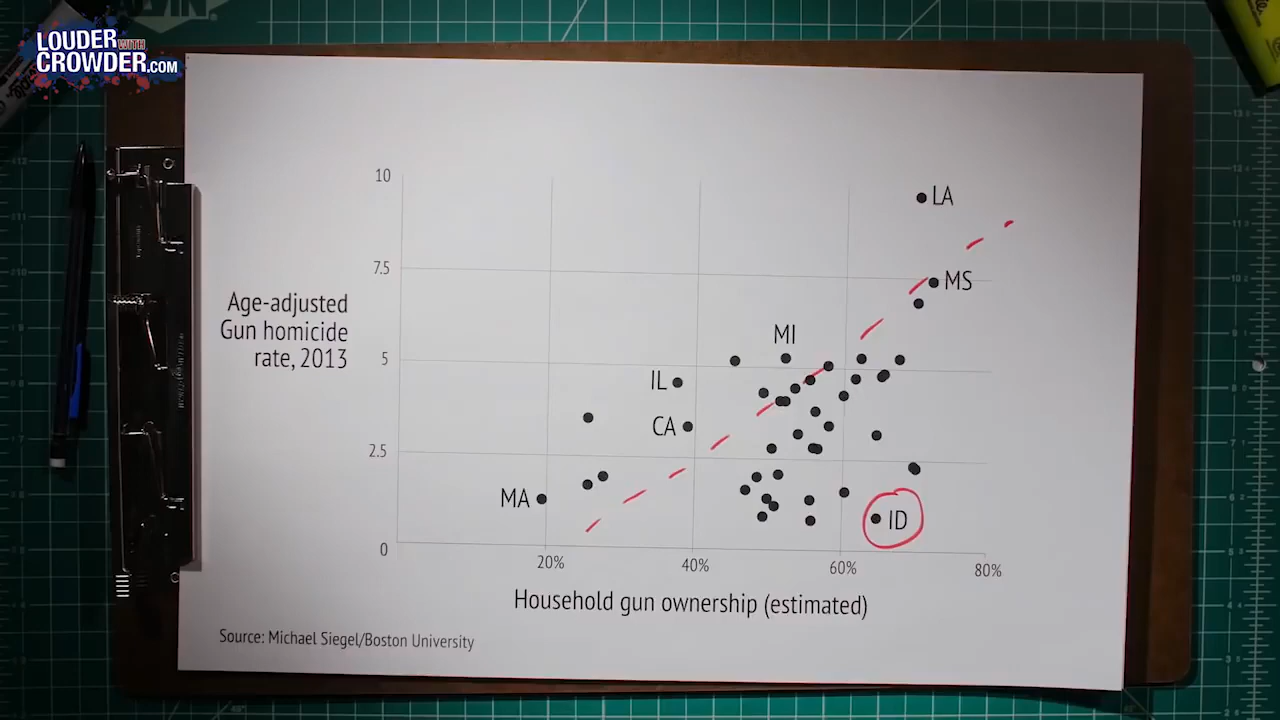 LOUDER WITH
CROWDER.com
10
LA
7.5
MS
Age-adjusted
Gun homicide
rate, 2013
MI
5
IL
CA
2.5
MA
ID
0
20%
40%
60%
80%
Household gun ownership (estimated)
Source: Michael Siegel/Boston University